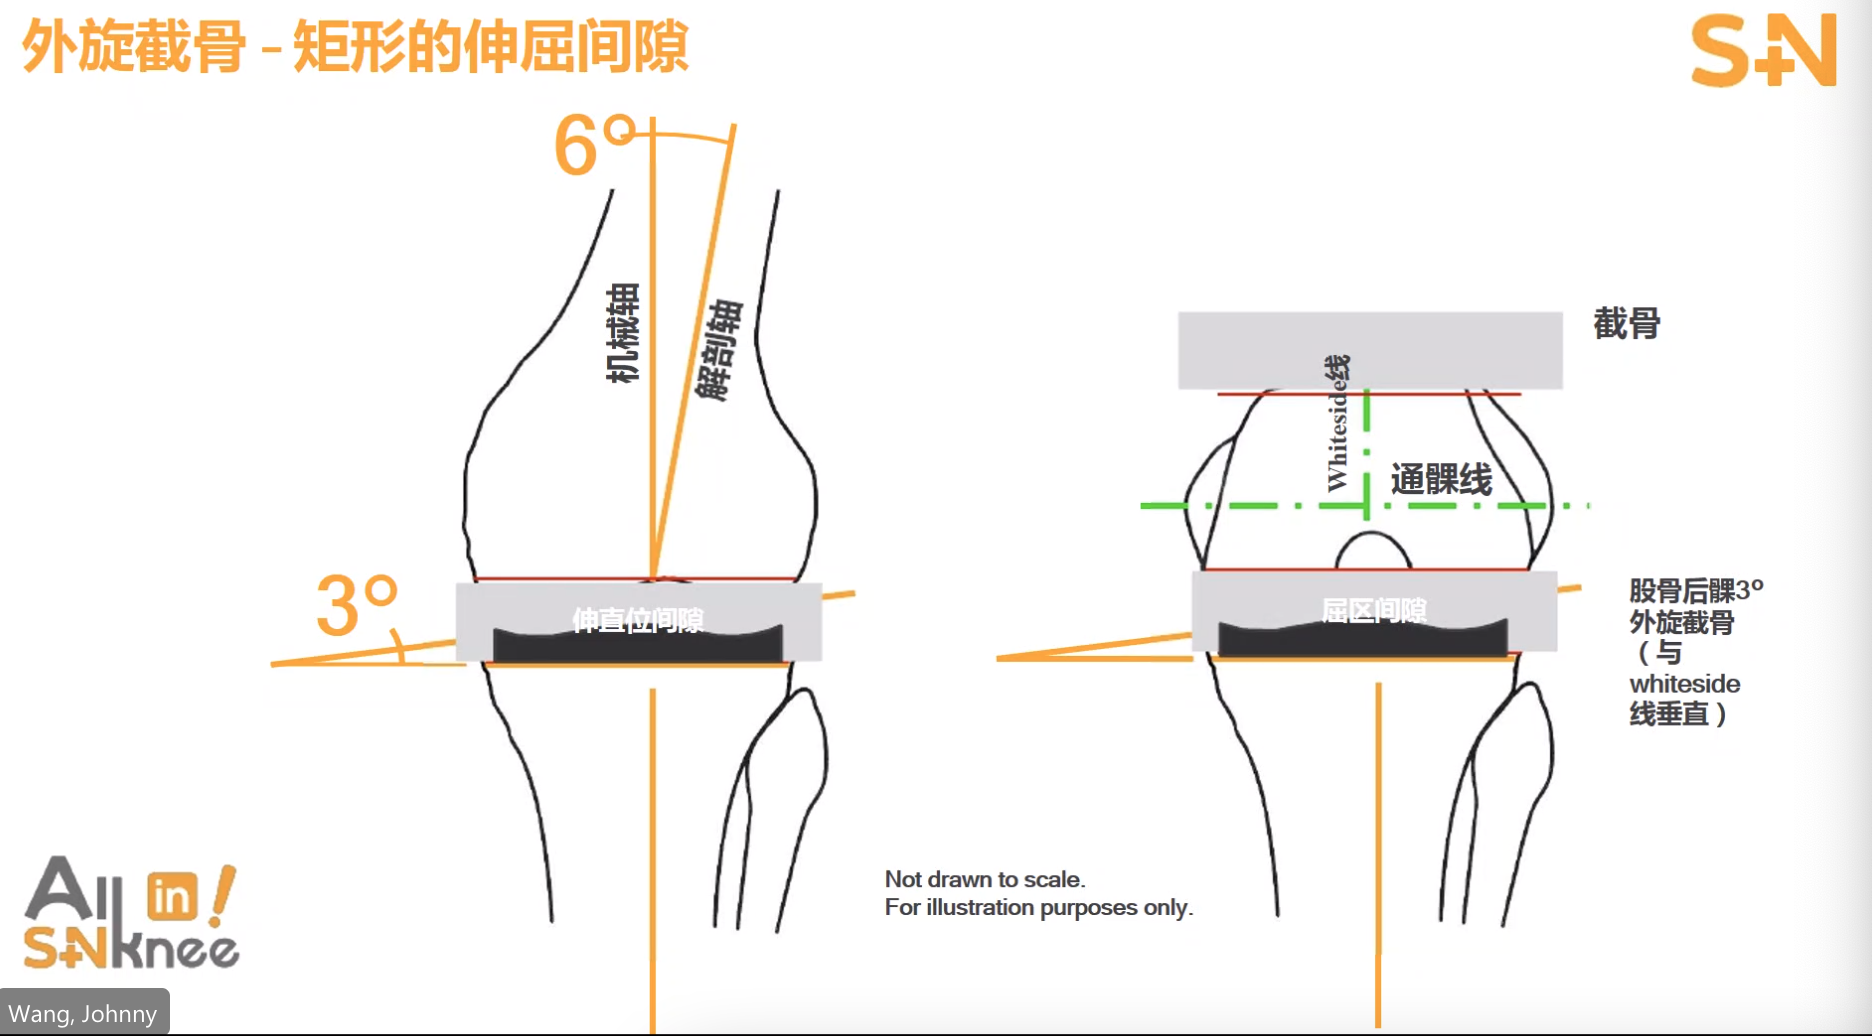 外旋截骨 – 矩形的伸屈间隙
S+N
6°
机械轴
解剖轴
3°
伸直位间隙
截骨
Whiteside线
通髁线
屈区间隙
股骨后髁3°
外旋截骨
（与
whiteside
线垂直）
Not drawn to scale.
For illustration purposes only.
All in!
S+N Knee
Wang, Johnny